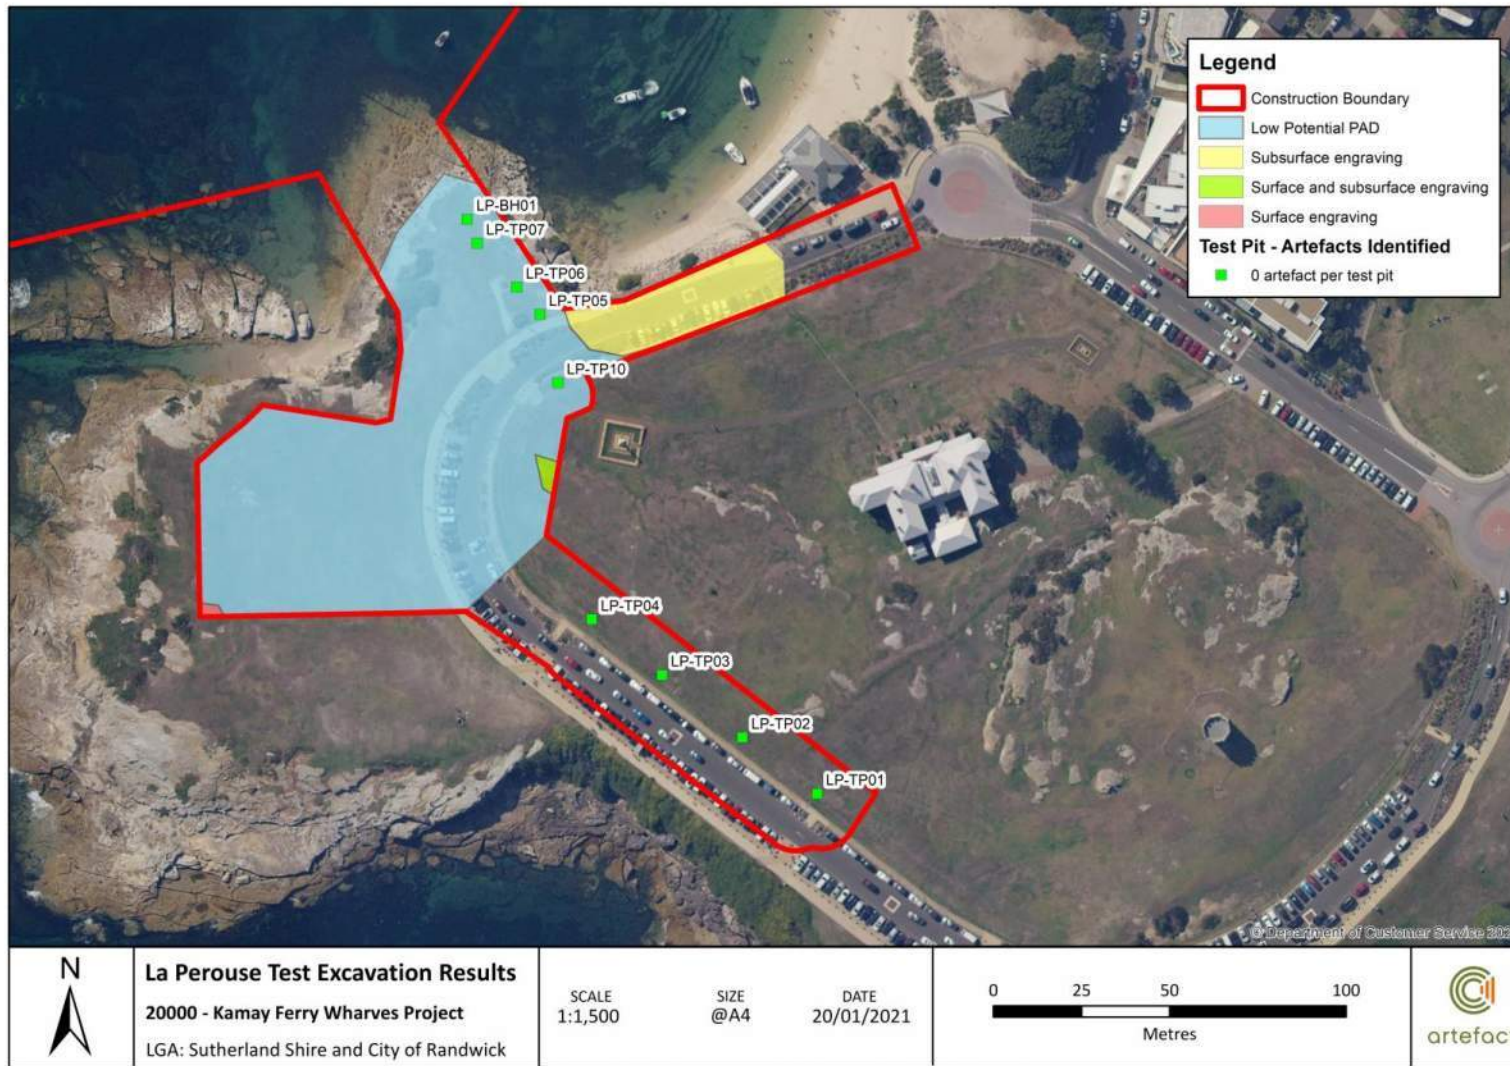 Legend
Construction Boundary
Low Potential PAD
Subsurface engraving
Surface and subsurface engraving
Surface engraving
Test Pit - Artefacts Identified
0 artefact per test pit
LP-BH01
LP-TP07
LP-TP06
LP-TP05
LP-TP10
LP-TP04
LP-TP03
LP-TP02
LP-TP01
© Department of Customer Service
N
La Perouse Test Excavation Results
20000 - Kamay Ferry Wharves Project
LGA: Sutherland Shire and City of Randwick
SCALE
1:1,500
SIZE
@A4
DATE
20/01/2021
0 25 50 100
Metres
artefac